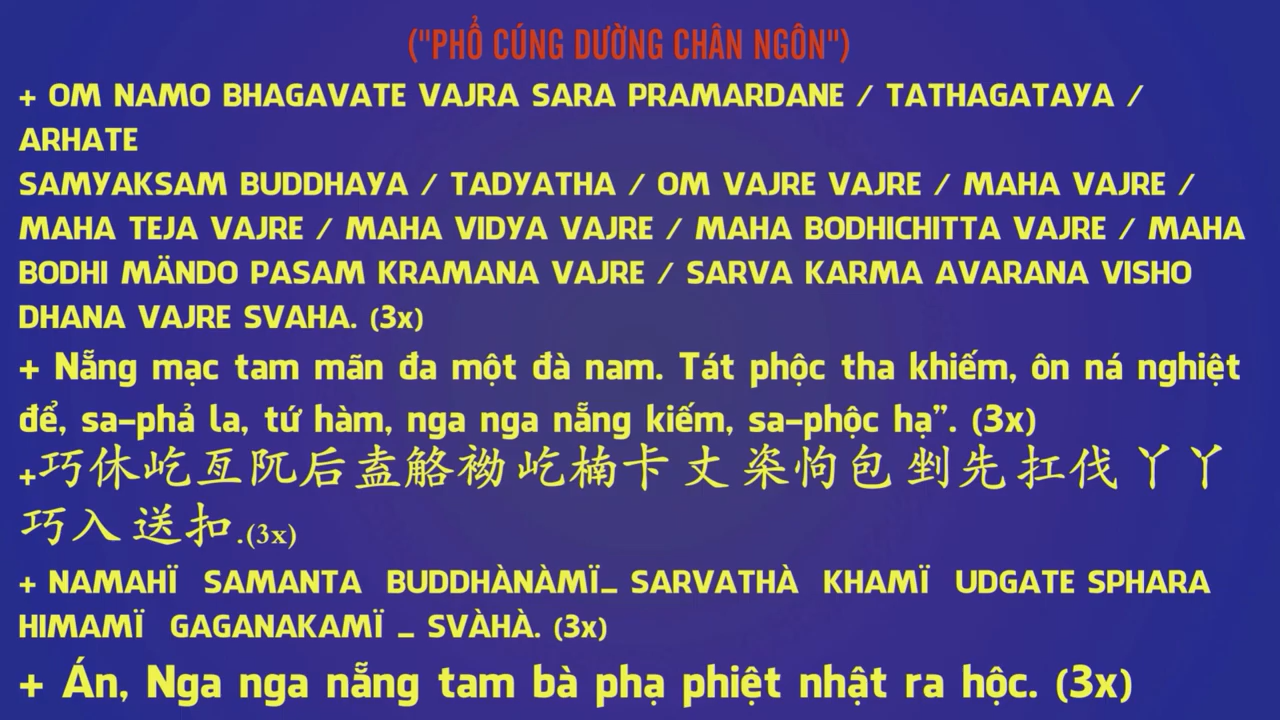 ("PHỔ CÚNG DƯỜNG CHÂN NGÔN")
+ OM NAMO BHAGAVATE VAJRA SARA PRAMARDANE / TATHAGATAYA /
ARHATE
SAMYAKSAM BUDDHAYA / TADYATHA / OM VAJRE VAJRE / MAHA VAJRE /
MAHA TEJA VAJRE / MAHA VIDYA VAJRE / MAHA BODHICHITTA VAJRE / MAHA
BODHI MÄNDO PASAM KRAMANA VAJRE / SARVA KARMA AVARANA VISHO
DHANA VAJRE SVAHA. (3x)
+ Nẵng mạc tam mãn đa một đà nam. Tát phộc tha khiếm, ôn ná nghiệt
để, sa-phả la, tứ hàm, nga nga nẵng kiếm, sa-phộc hạ”. (3x)
+巧休屹亙阮后盍觡袎屹楠卡丈染恟包剉先扛伐丫丫
巧入送扣.(3x)
+ NAMAHÏ SAMANTA BUDDHÀNÀMÏ_ SARVATHÀ KHAMÏ UDGATE SPHARA
HIMAMÏ GAGANAKAMÏ _ SVÀHÀ. (3x)
+ Án, Nga nga nẵng tam bà phạ phiệt nhật ra hộc. (3x)